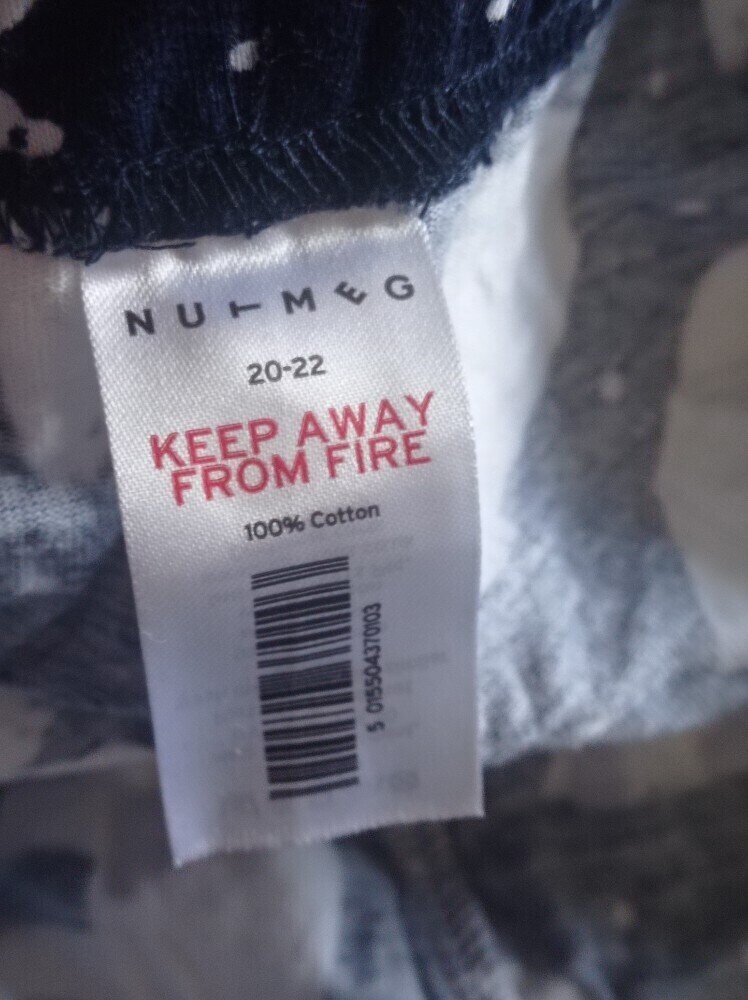 NUTMEG
20-22
KEEP AWAY
FROM FIRE
100% Cotton
5 015504370103